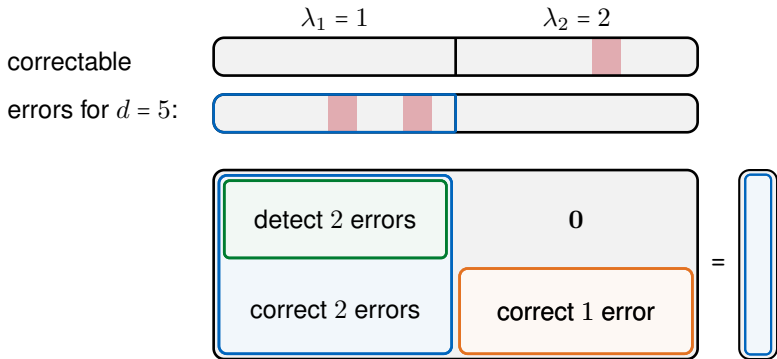 λ₁ = 1 λ₂ = 2
correctable
errors for d = 5:
detect 2 errors 0
=
correct 2 errors correct 1 error